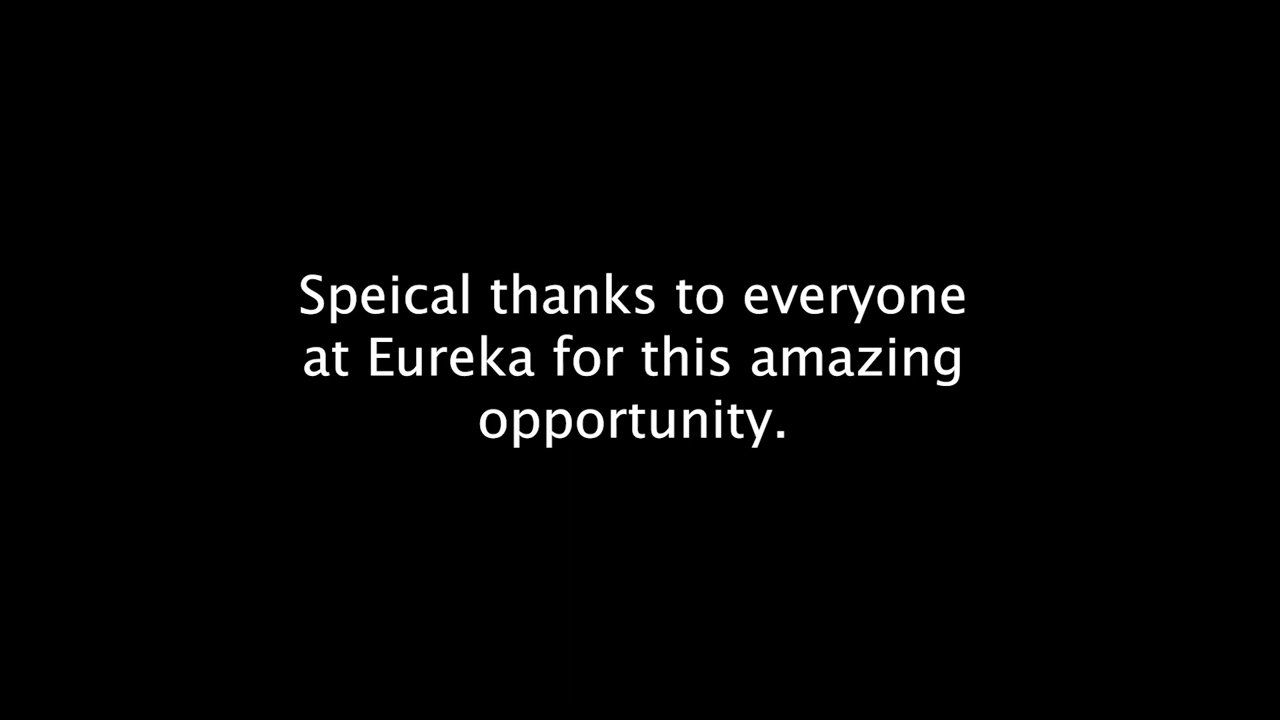 Speical thanks to everyone
at Eureka for this amazing
opportunity.